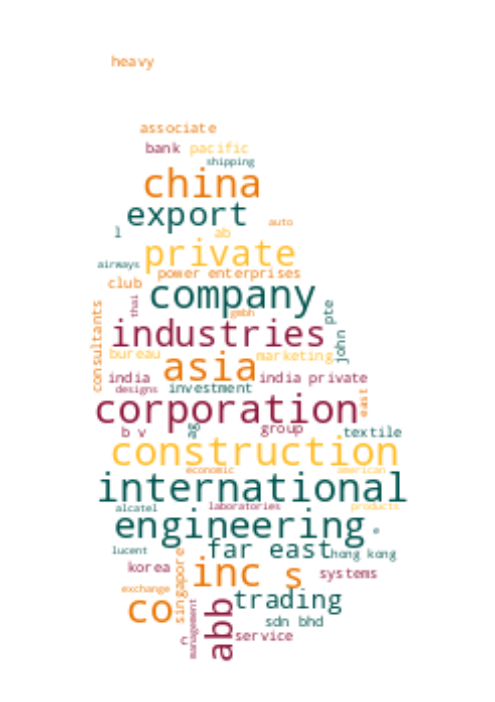 heavy
associate
bank pacific
shipping
china
export auto
l ab
private
airways
power enterprises
club
company
thai
gmbh
pte
consultants
industries
john
bureau marketing
asia
india india private
designs investment
corporation
east
b v ag group textile
construction
economic american
international
alcatel laboratories products
engineering e
lucent far east hong kong
korea inc s systems
singapore
exchange
co trading
abb
management
sdn bhd
c service